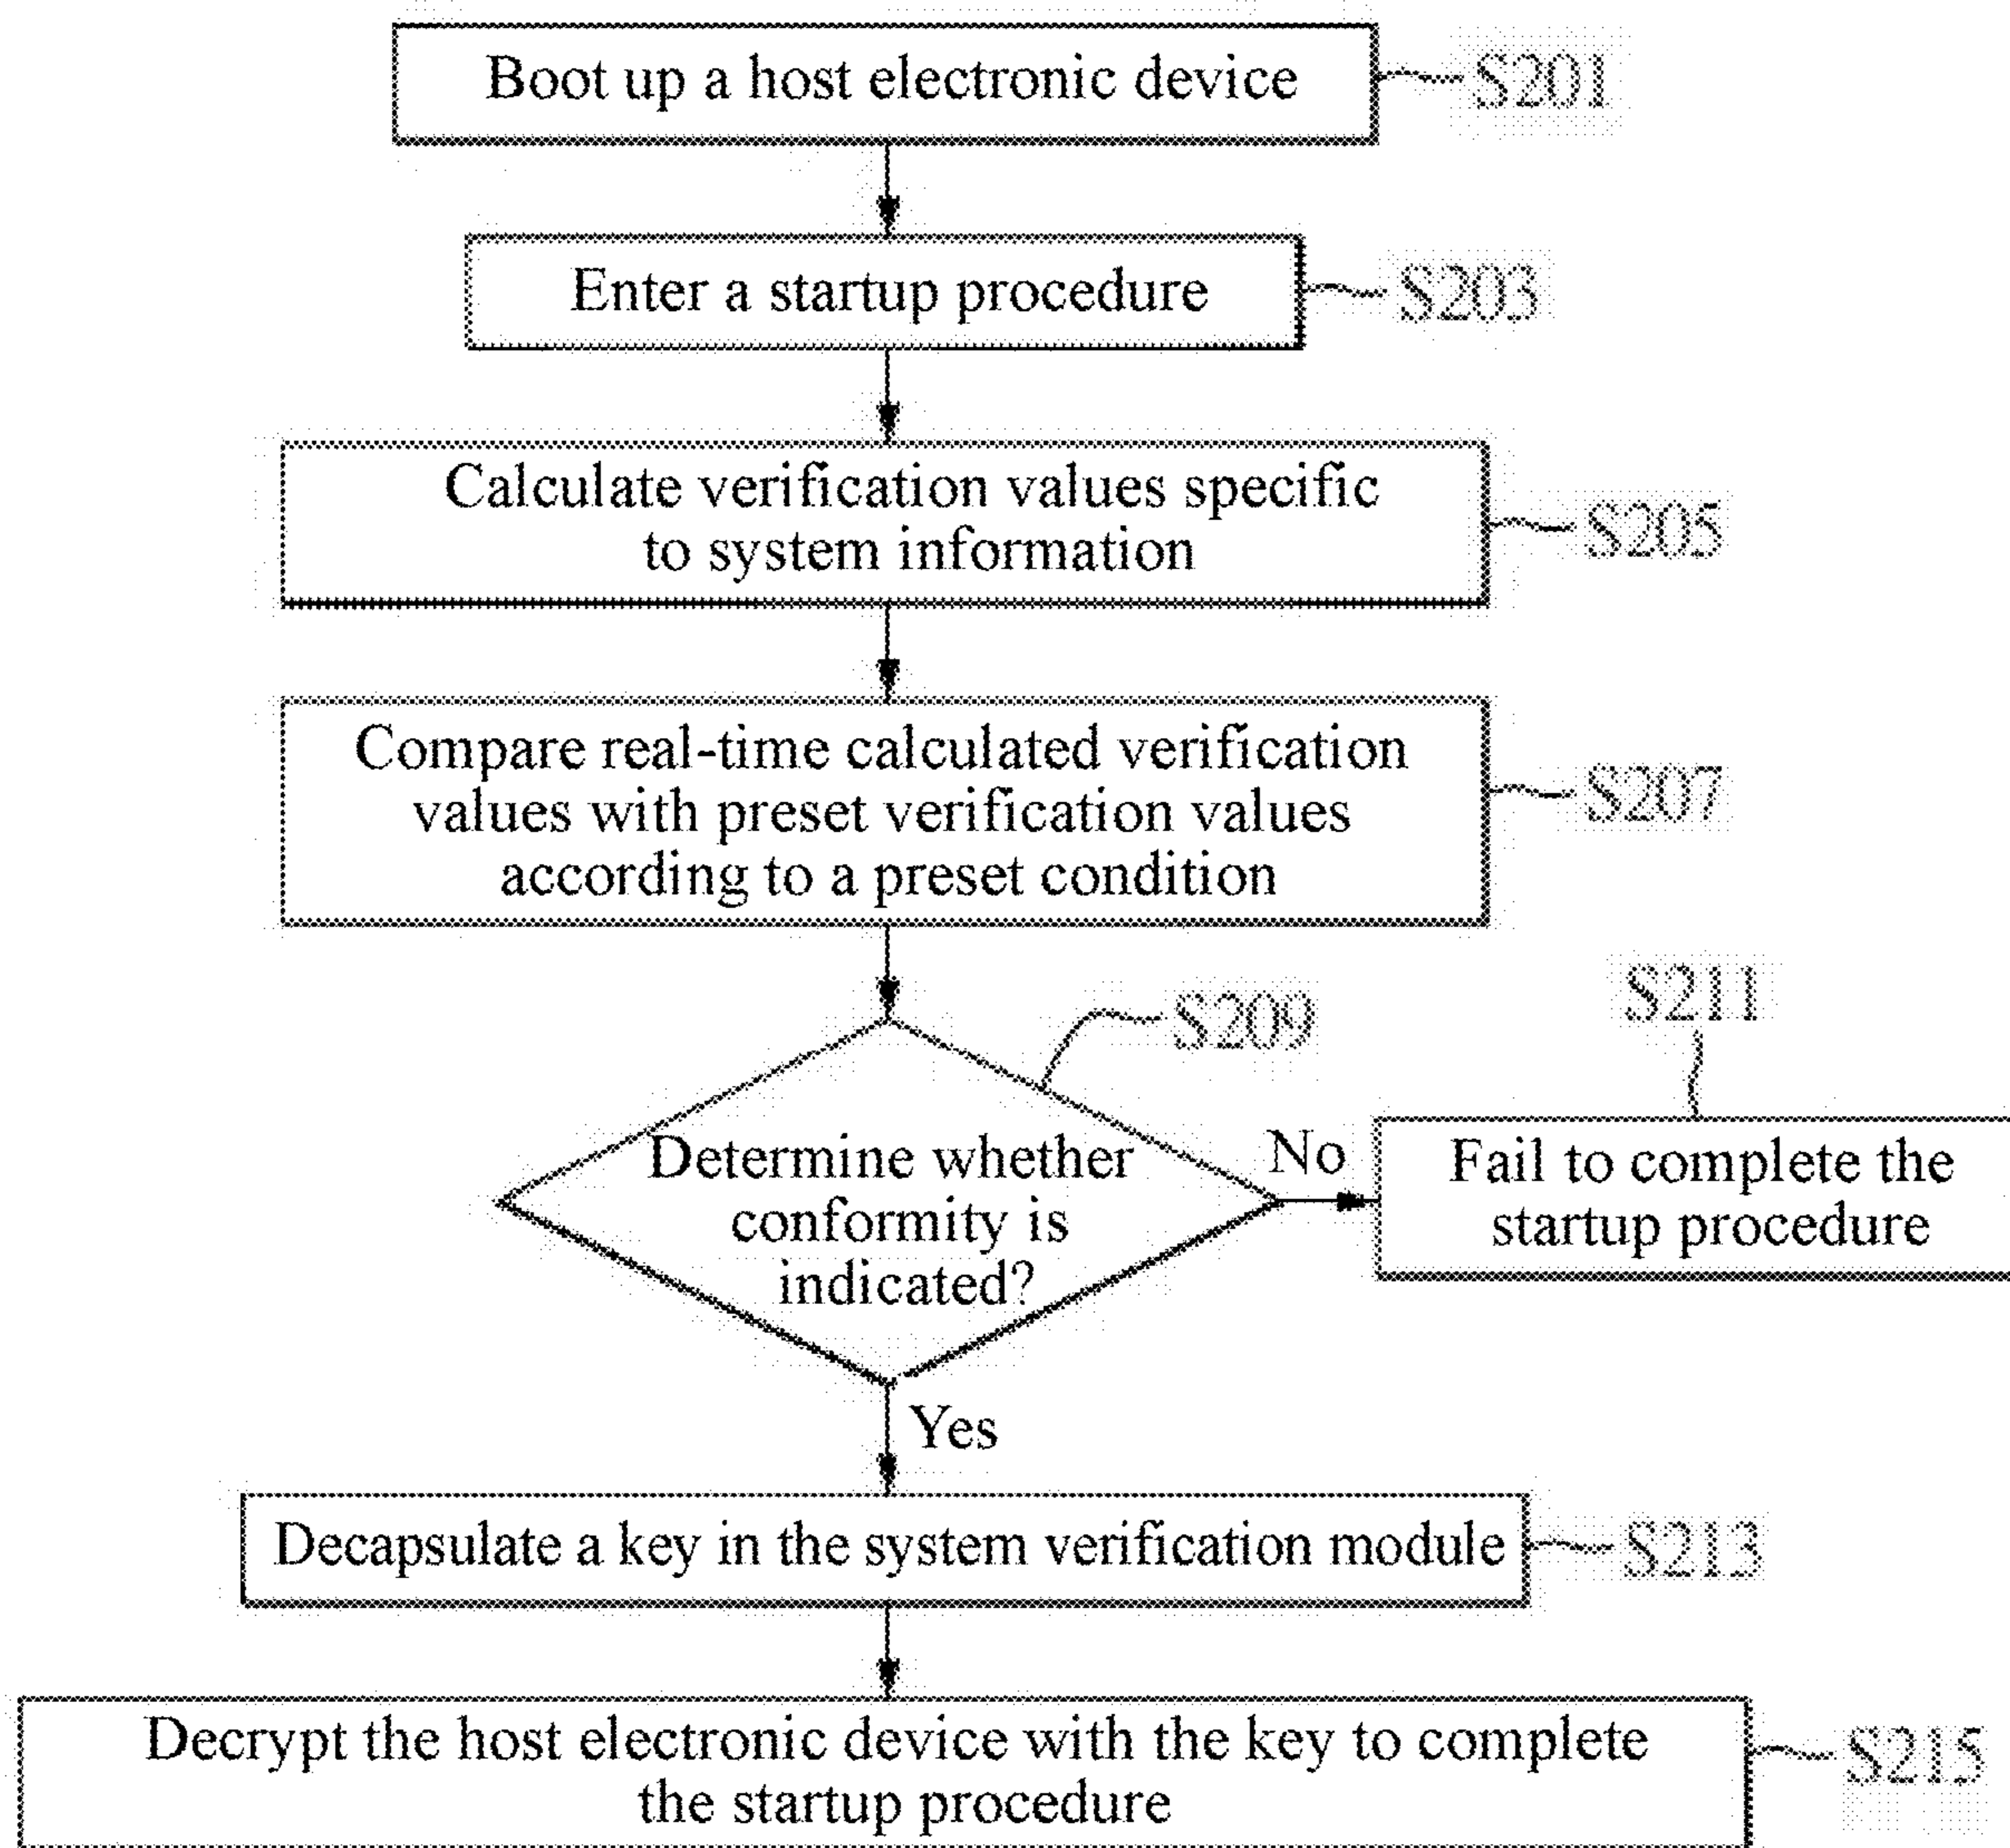 Boot up a host electronic device
S201
Enter a startup procedure
S203
Calculate verification values specific
to system information
S205
Compare real-time calculated verification
values with preset verification values
according to a preset condition
S207
S209
Determine whether
conformity is
indicated?
No
S211
Fail to complete the
startup procedure
Yes
Decapsulate a key in the system verification module
S213
Decrypt the host electronic device with the key to complete
the startup procedure
S215